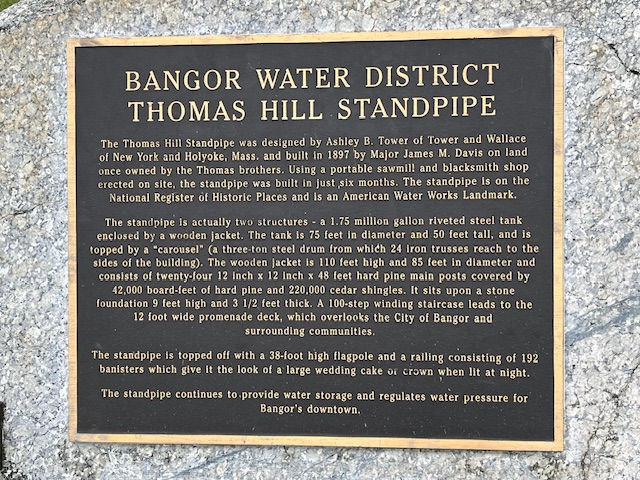 BANGOR WATER DISTRICT
THOMAS HILL STANDPIPE
The Thomas Hill Standpipe was designed by Ashley B. Tower of Tower and Wallace
of New York and Holyoke, Mass. and built in 1897 by Major James M. Davis on land
once owned by the Thomas brothers. Using a portable sawmill and blacksmith shop
erected on site, the standpipe was built in just six months. The standpipe is on the
National Register of Historic Places and is an American Water Works Landmark.
The standpipe is actually two structures - a 1.75 million gallon riveted steel tank
enclosed by a wooden jacket. The tank is 75 feet in diameter and 50 feet tall, and is
topped by a "carousel" (a three-ton steel drum from which 24 iron trusses reach to the
sides of the building). The wooden jacket is 110 feet high and 85 feet in diameter and
consists of twenty-four 12 inch x 12 inch x 48 feet hard pine main posts covered by
42,000 board-feet of hard pine and 220,000 cedar shingles. It sits upon a stone
foundation 9 feet high and 3 1/2 feet thick. A 100-step winding staircase leads to the
12 foot wide promenade deck, which overlooks the City of Bangor and
surrounding communities.
The standpipe is topped off with a 38-foot high flagpole and a railing consisting of 192
banisters which give it the look of a large wedding cake or crown when lit at night.
The standpipe continues to provide water storage and regulates water pressure for
Bangor's downtown.